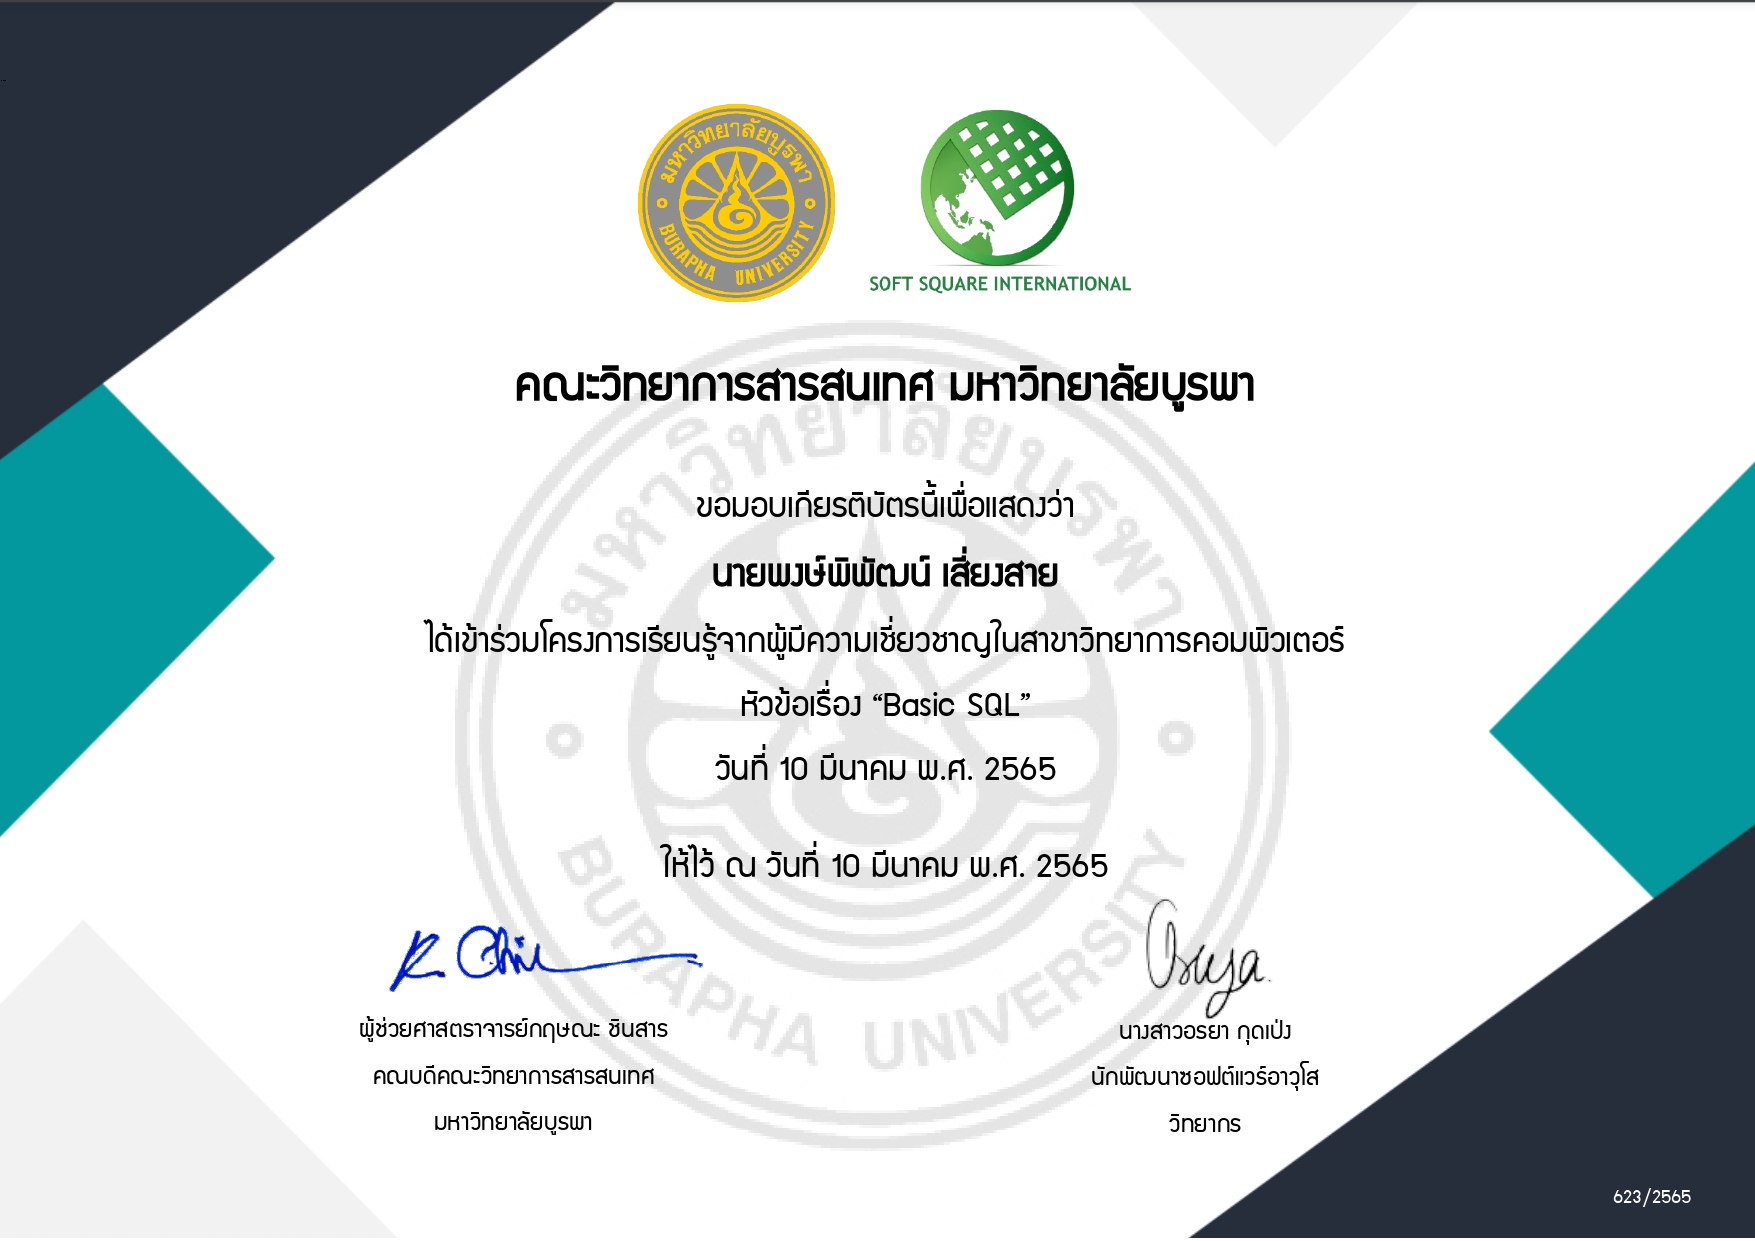 มหาวิทยาลัยบูรพา
BURAPHA UNIVERSITY
SOFT SQUARE INTERNATIONAL
คณะวิทยาการสารสนเทศ มหาวิทยาลัยบูรพา
ขอมอบเกียรติบัตรนี้เพื่อแสดงว่า
นายพงษ์พิพัฒน์ เสี่ยงสาย
ได้เข้าร่วมโครงการเรียนรู้จากผู้มีความเชี่ยวชาญในสาขาวิทยาการคอมพิวเตอร์
หัวข้อเรื่อง “Basic SQL”
วันที่ 10 มีนาคม พ.ศ. 2565
ให้ไว้ ณ วันที่ 10 มีนาคม พ.ศ. 2565
มหาวิทยาลัยบูรพา
BURAPHA UNIVERSITY
ผู้ช่วยศาสตราจารย์กฤษณะ ชินสาร
คณบดีคณะวิทยาการสารสนเทศ
มหาวิทยาลัยบูรพา
นางสาวอรยา กุดเป่ง
นักพัฒนาซอฟต์แวร์อาวุโส
วิทยากร
623/2565